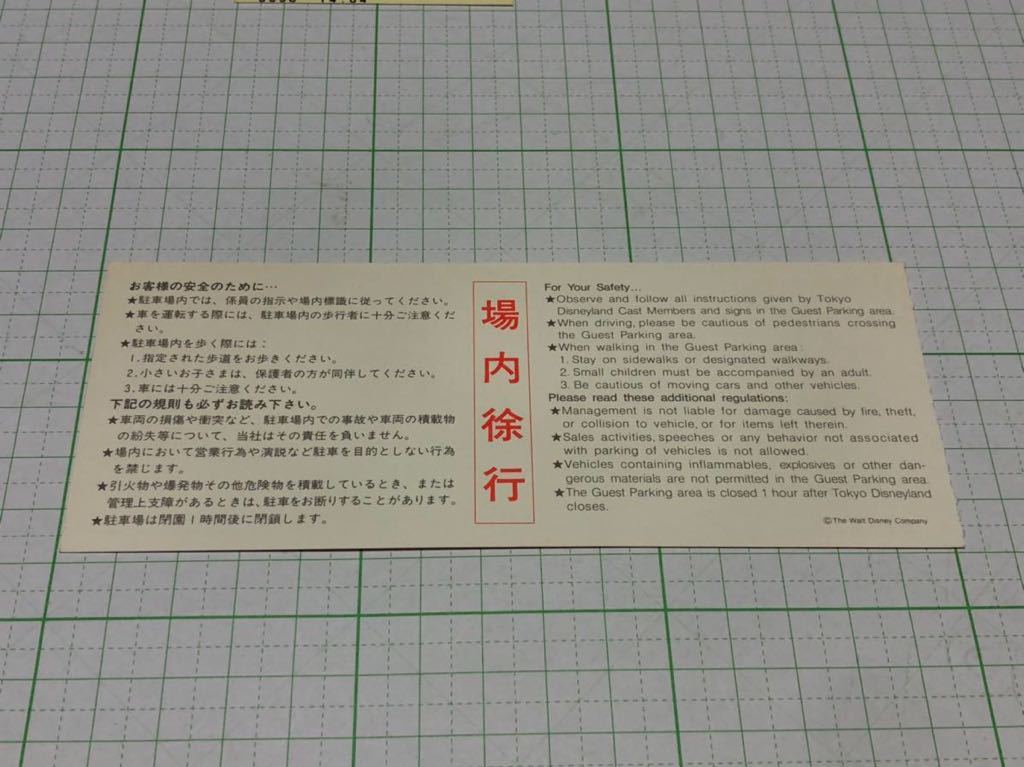 お客様の安全のために…
★駐車場内では、係員の指示や場内標識に従ってください。
★車を運転する際には、駐車場内の歩行者に十分ご注意くだ
さい。
★駐車場内を歩く際には：
1.指定された歩道をお歩きください。
2.小さいお子さまは、保護者の方が同伴してください。
3.車には十分ご注意ください。
下記の規則も必ずお読み下さい。
★車両の損傷や衝突など、駐車場内での事故や車両の積載物
の紛失等について、当社はその責任を負いません。
★場内において営業行為や演説など駐車を目的としない行為
を禁じます。
★引火物や爆発物その他危険物を積載しているとき、または
管理上支障があるときは、駐車をお断りすることがあります。
★駐車場は閉園1時間後に閉鎖します。
場内徐行
For Your Safety...
★Observe and follow all instructions given by Tokyo
Disneyland Cast Members and signs in the Guest Parking area.
★When driving, please be cautious of pedestrians crossing
the Guest Parking area.
★When walking in the Guest Parking area:
1. Stay on sidewalks or designated walkways.
2. Small children must be accompanied by an adult.
3. Be cautious of moving cars and other vehicles.
Please read these additional regulations:
★Management is not liable for damage caused by fire, theft,
or collision to vehicle, or for items left therein.
★Sales activities, speeches or any behavior not associated
with parking of vehicles is not allowed.
★Vehicles containing inflammables, explosives or other dan-
gerous materials are not permitted in the Guest Parking area.
★The Guest Parking area is closed 1 hour after Tokyo Disneyland
closes.
©The Walt Disney Company